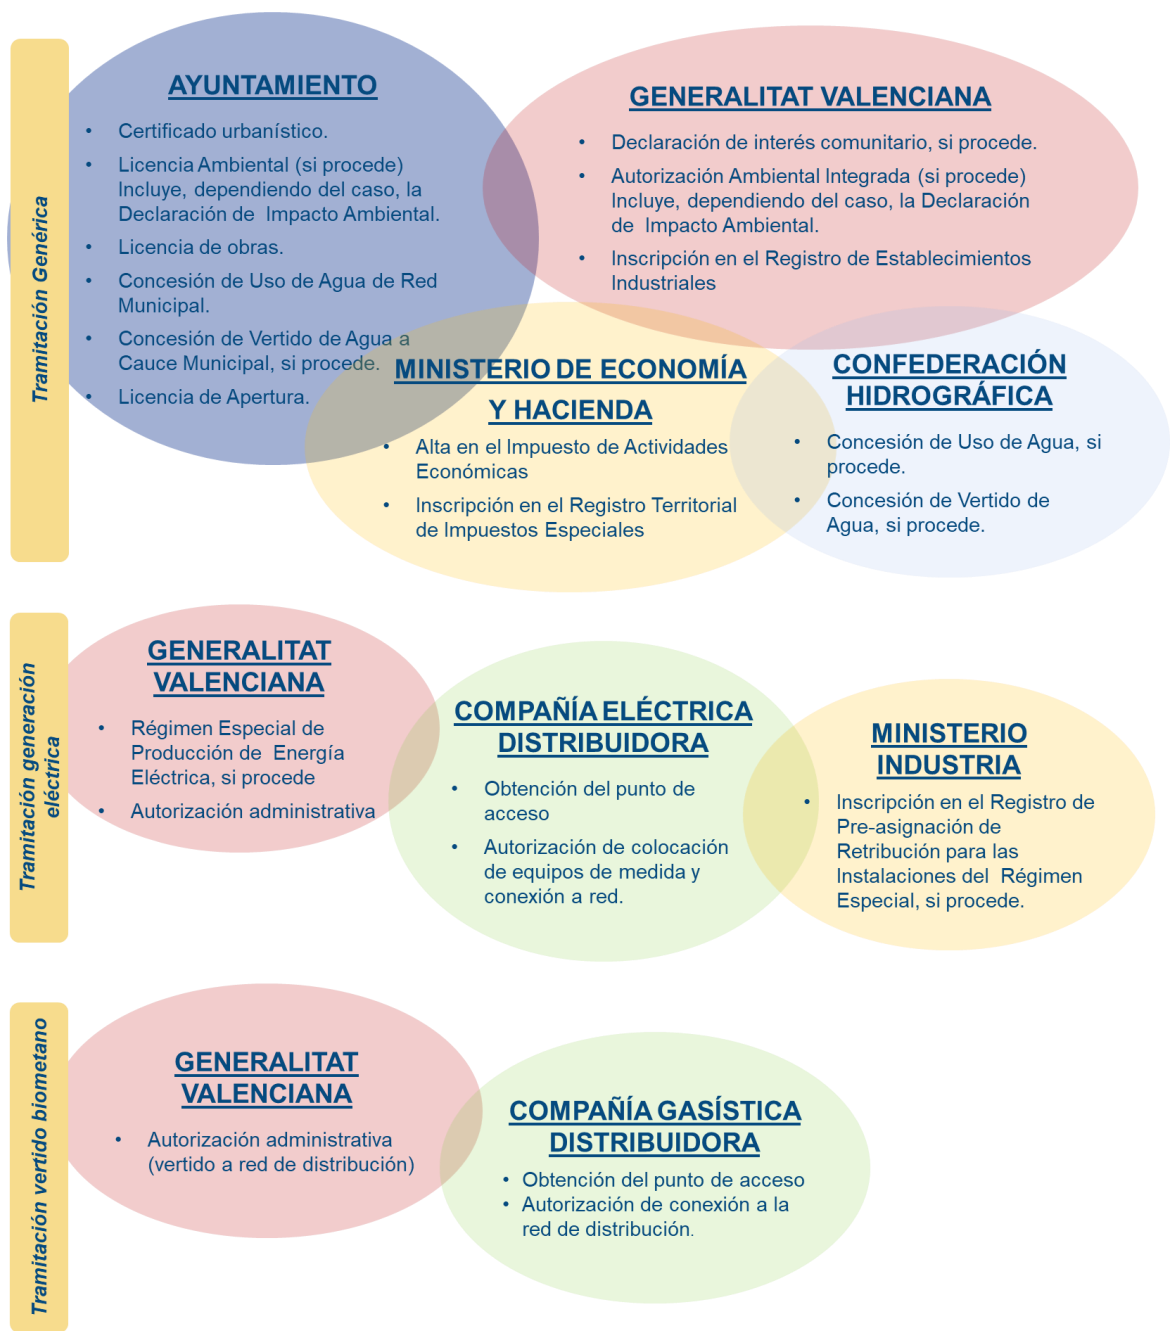 Tramitación Genérica
AYUNTAMIENTO
• Certificado urbanístico.
• Licencia Ambiental (si procede)
Incluye, dependiendo del caso, la
Declaración de Impacto Ambiental.
• Licencia de obras.
• Concesión de Uso de Agua de Red
Municipal.
• Concesión de Vertido de Agua a
Cauce Municipal, si procede.
• Licencia de Apertura.
GENERALITAT VALENCIANA
• Declaración de interés comunitario, si procede.
• Autorización Ambiental Integrada (si procede)
Incluye, dependiendo del caso, la Declaración
de Impacto Ambiental.
• Inscripción en el Registro de Establecimientos
Industriales
MINISTERIO DE ECONOMÍA
Y HACIENDA
• Alta en el Impuesto de Actividades
Económicas
• Inscripción en el Registro Territorial
de Impuestos Especiales
CONFEDERACIÓN
HIDROGRÁFICA
• Concesión de Uso de Agua, si
procede.
• Concesión de Vertido de
Agua, si procede.
Tramitación generación
eléctrica
GENERALITAT
VALENCIANA
• Régimen Especial de
Producción de Energía
Eléctrica, si procede
• Autorización administrativa
COMPAÑÍA ELÉCTRICA
DISTRIBUIDORA
• Obtención del punto de
acceso
• Autorización de colocación
de equipos de medida y
conexión a red.
MINISTERIO
INDUSTRIA
• Inscripción en el Registro de
Pre-asignación de
Retribución para las
Instalaciones del Régimen
Especial, si procede.
Tramitación vertido biometano
GENERALITAT
VALENCIANA
• Autorización administrativa
(vertido a red de distribución)
COMPAÑÍA GASÍSTICA
DISTRIBUIDORA
• Obtención del punto de acceso
• Autorización de conexión a la
red de distribución.